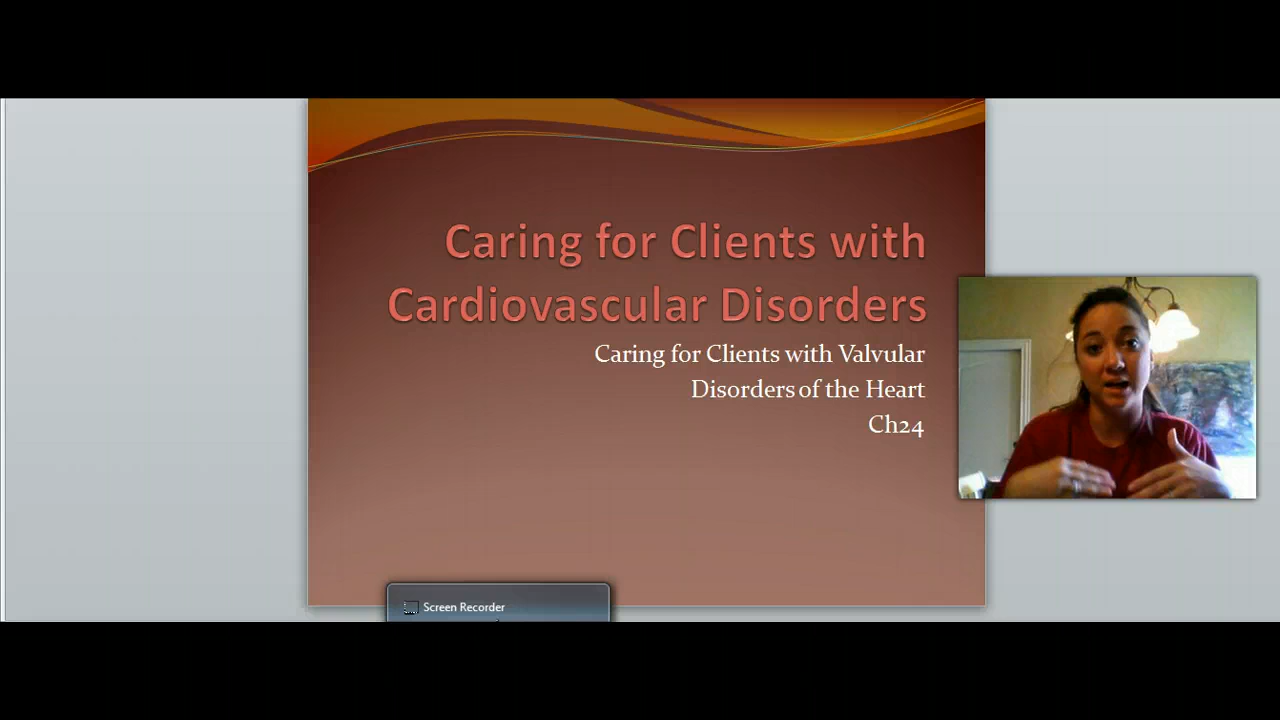 Caring for Clients with
Cardiovascular Disorders
Caring for Clients with Valvular
Disorders of the Heart
Ch24
Screen Recorder